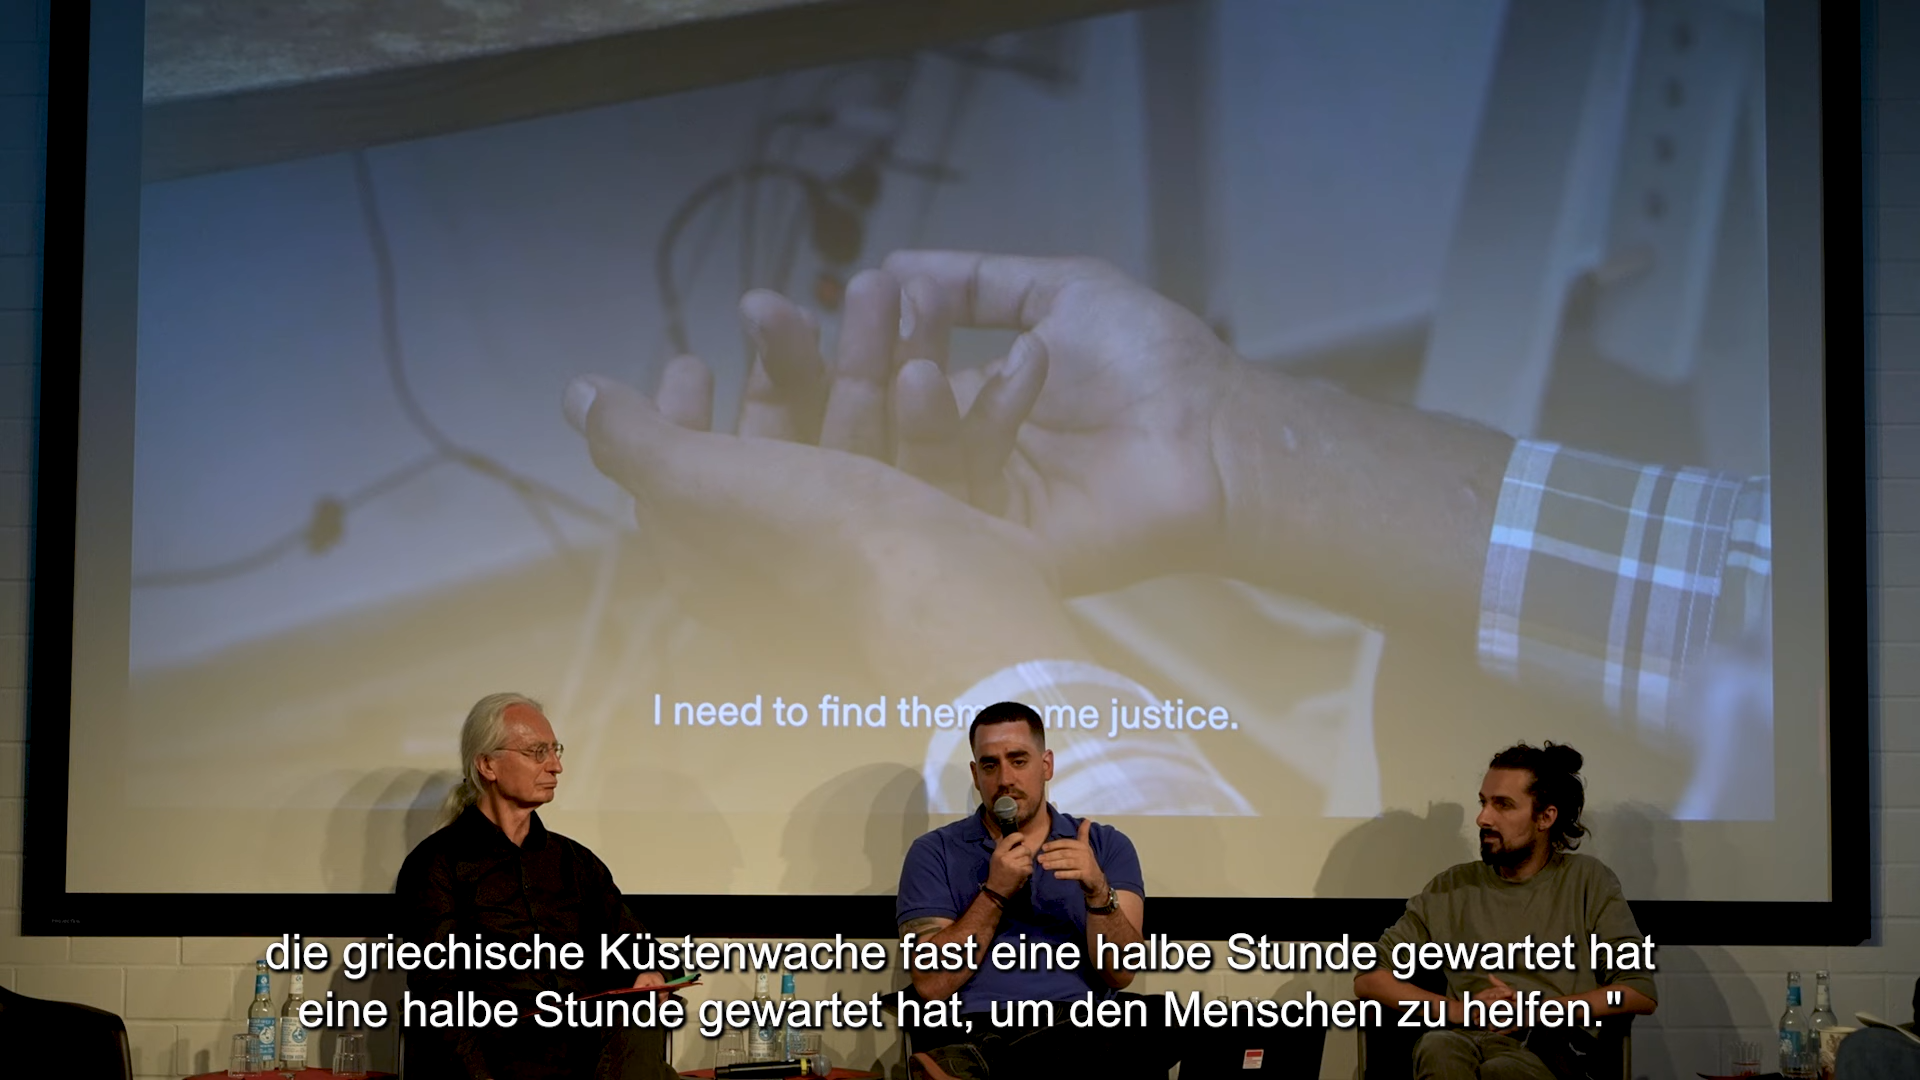 I need to find them some justice.
die griechische Küstenwache fast eine halbe Stunde gewartet hat
eine halbe Stunde gewartet hat, um den Menschen zu helfen."